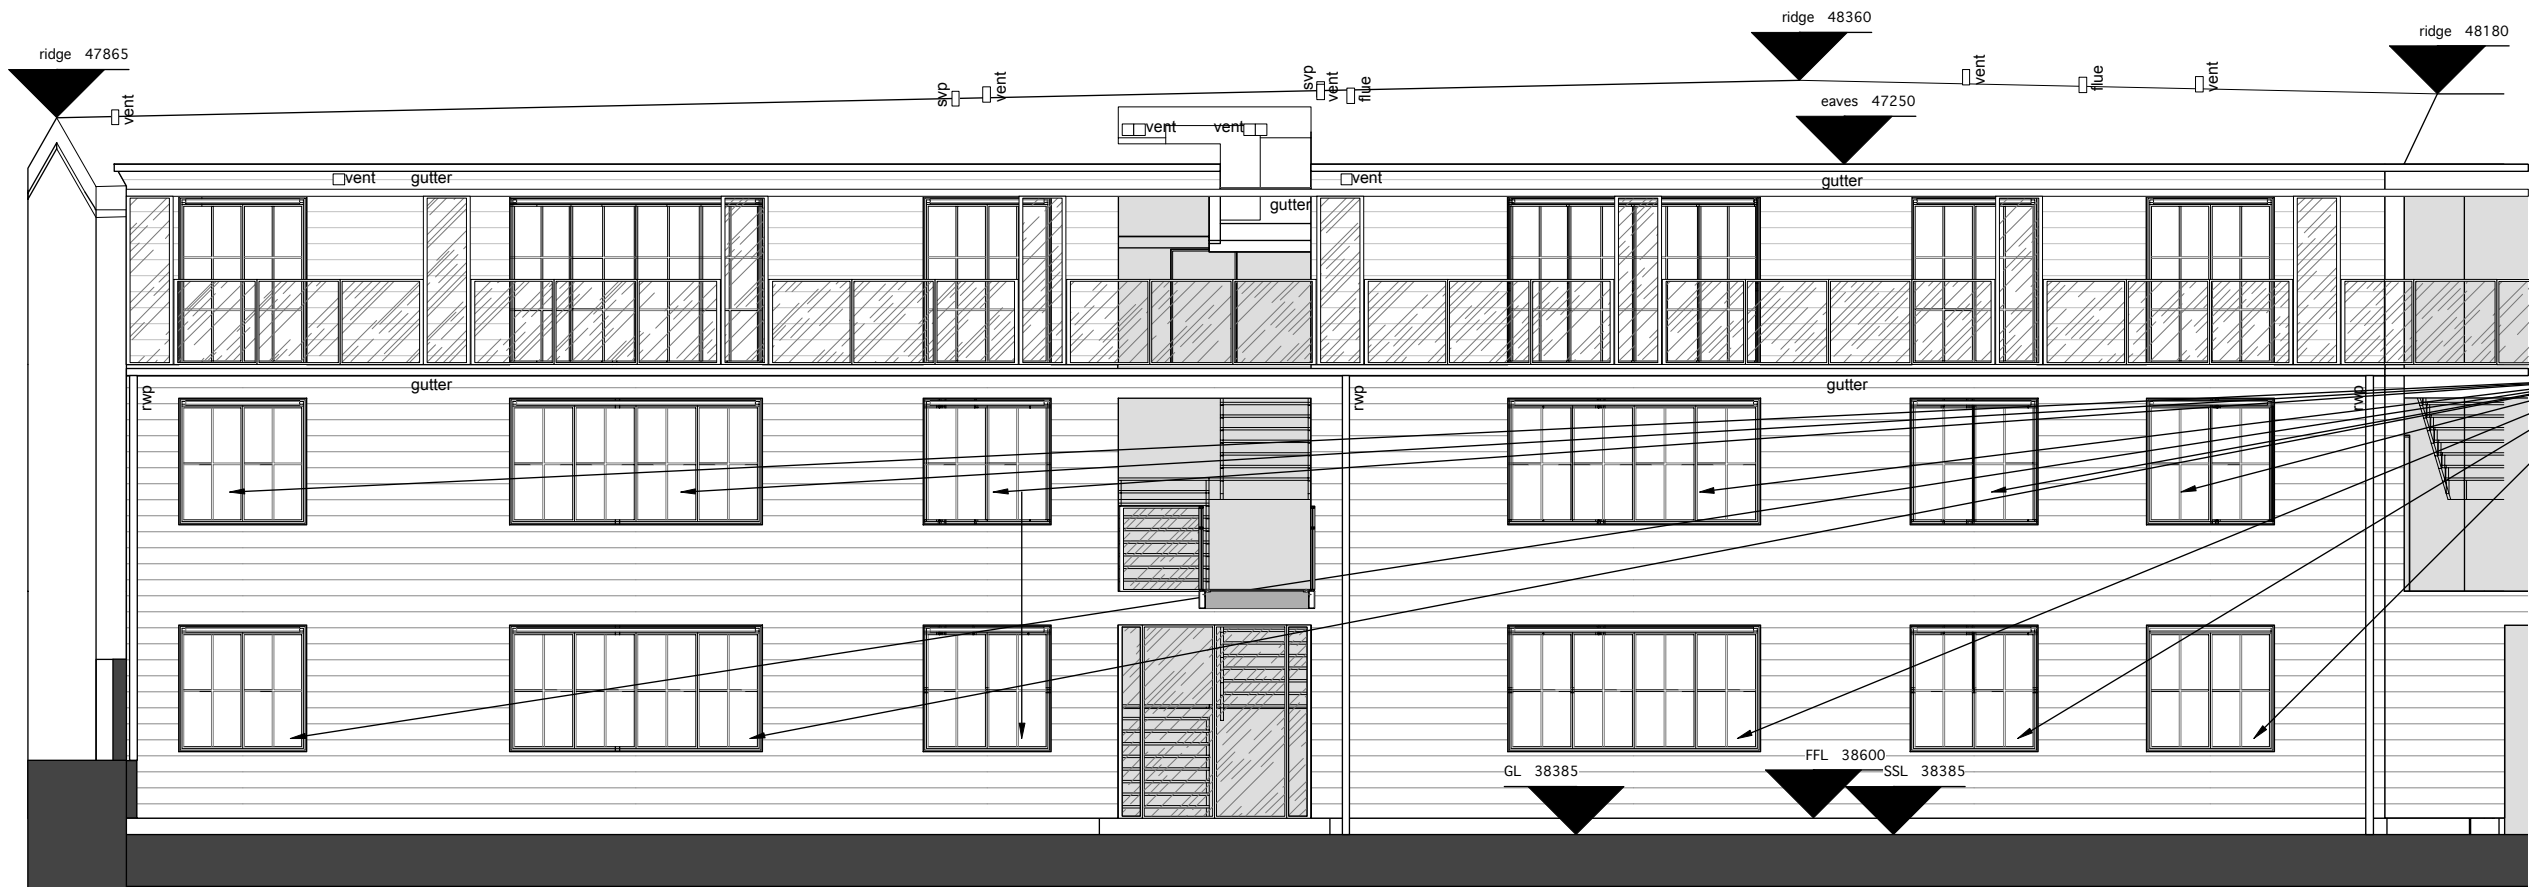 ridge 48360
ridge 48180
ridge 47865
vent
svp
vent
svp
vent
flue
vent
flue
vent
eaves 47250
vent
vent
vent
gutter
vent
gutter
gutter
rwp
gutter
rwp
gutter
rwp
FFL 38600
GL 38385
SSL 38385